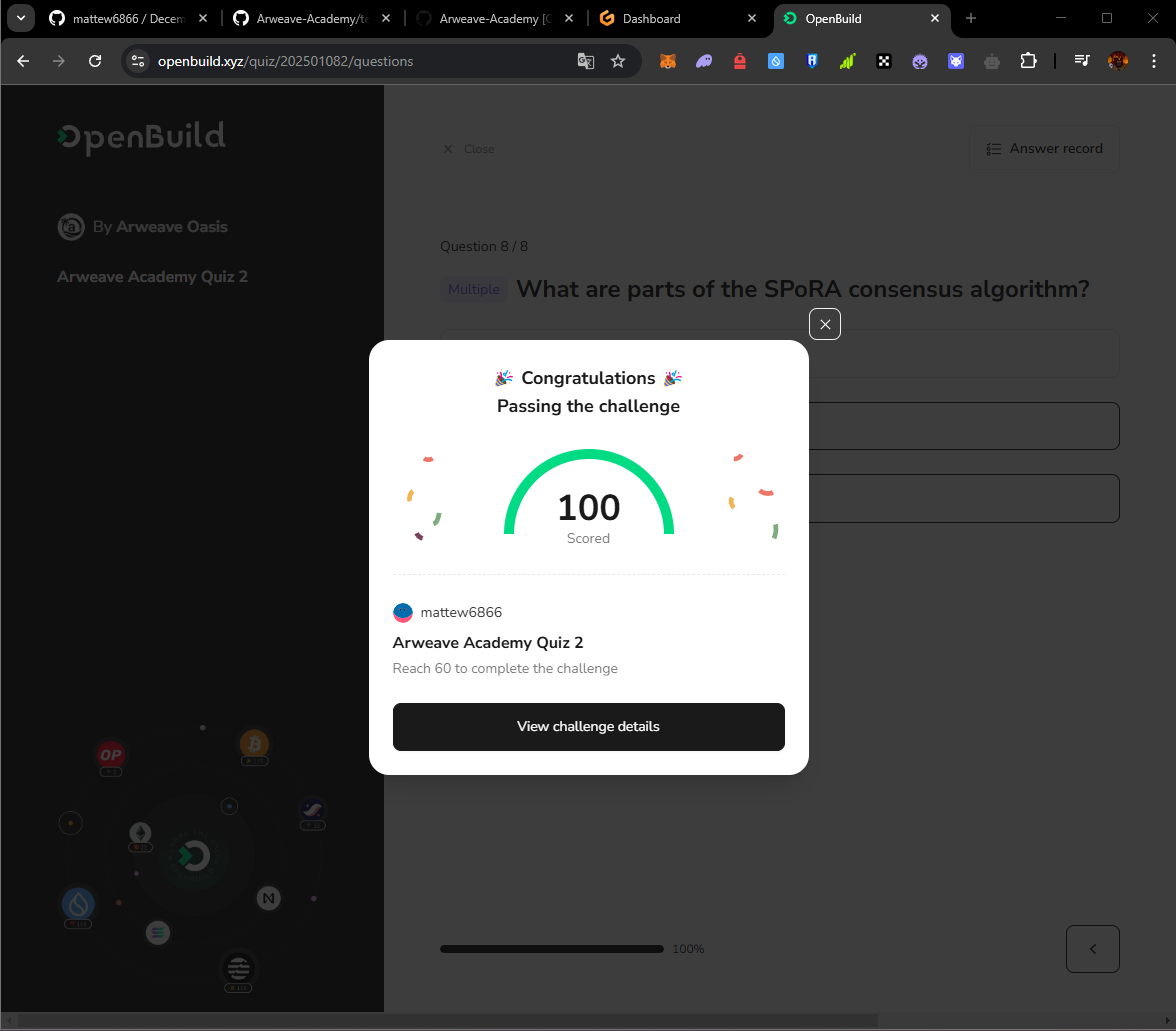 mattew6866 / Decem
Arweave-Academy/te
Arweave-Academy [C
Dashboard
OpenBuild
openbuild.xyz/quiz/202501082/questions
OpenBuild
By Arweave Oasis
Arweave Academy Quiz 2
Close
Answer record
Question 8 / 8
Multiple What are parts of the SPoRA consensus algorithm?
Congratulations
Passing the challenge
100
Scored
mattew6866
Arweave Academy Quiz 2
Reach 60 to complete the challenge
View challenge details
OP
100%